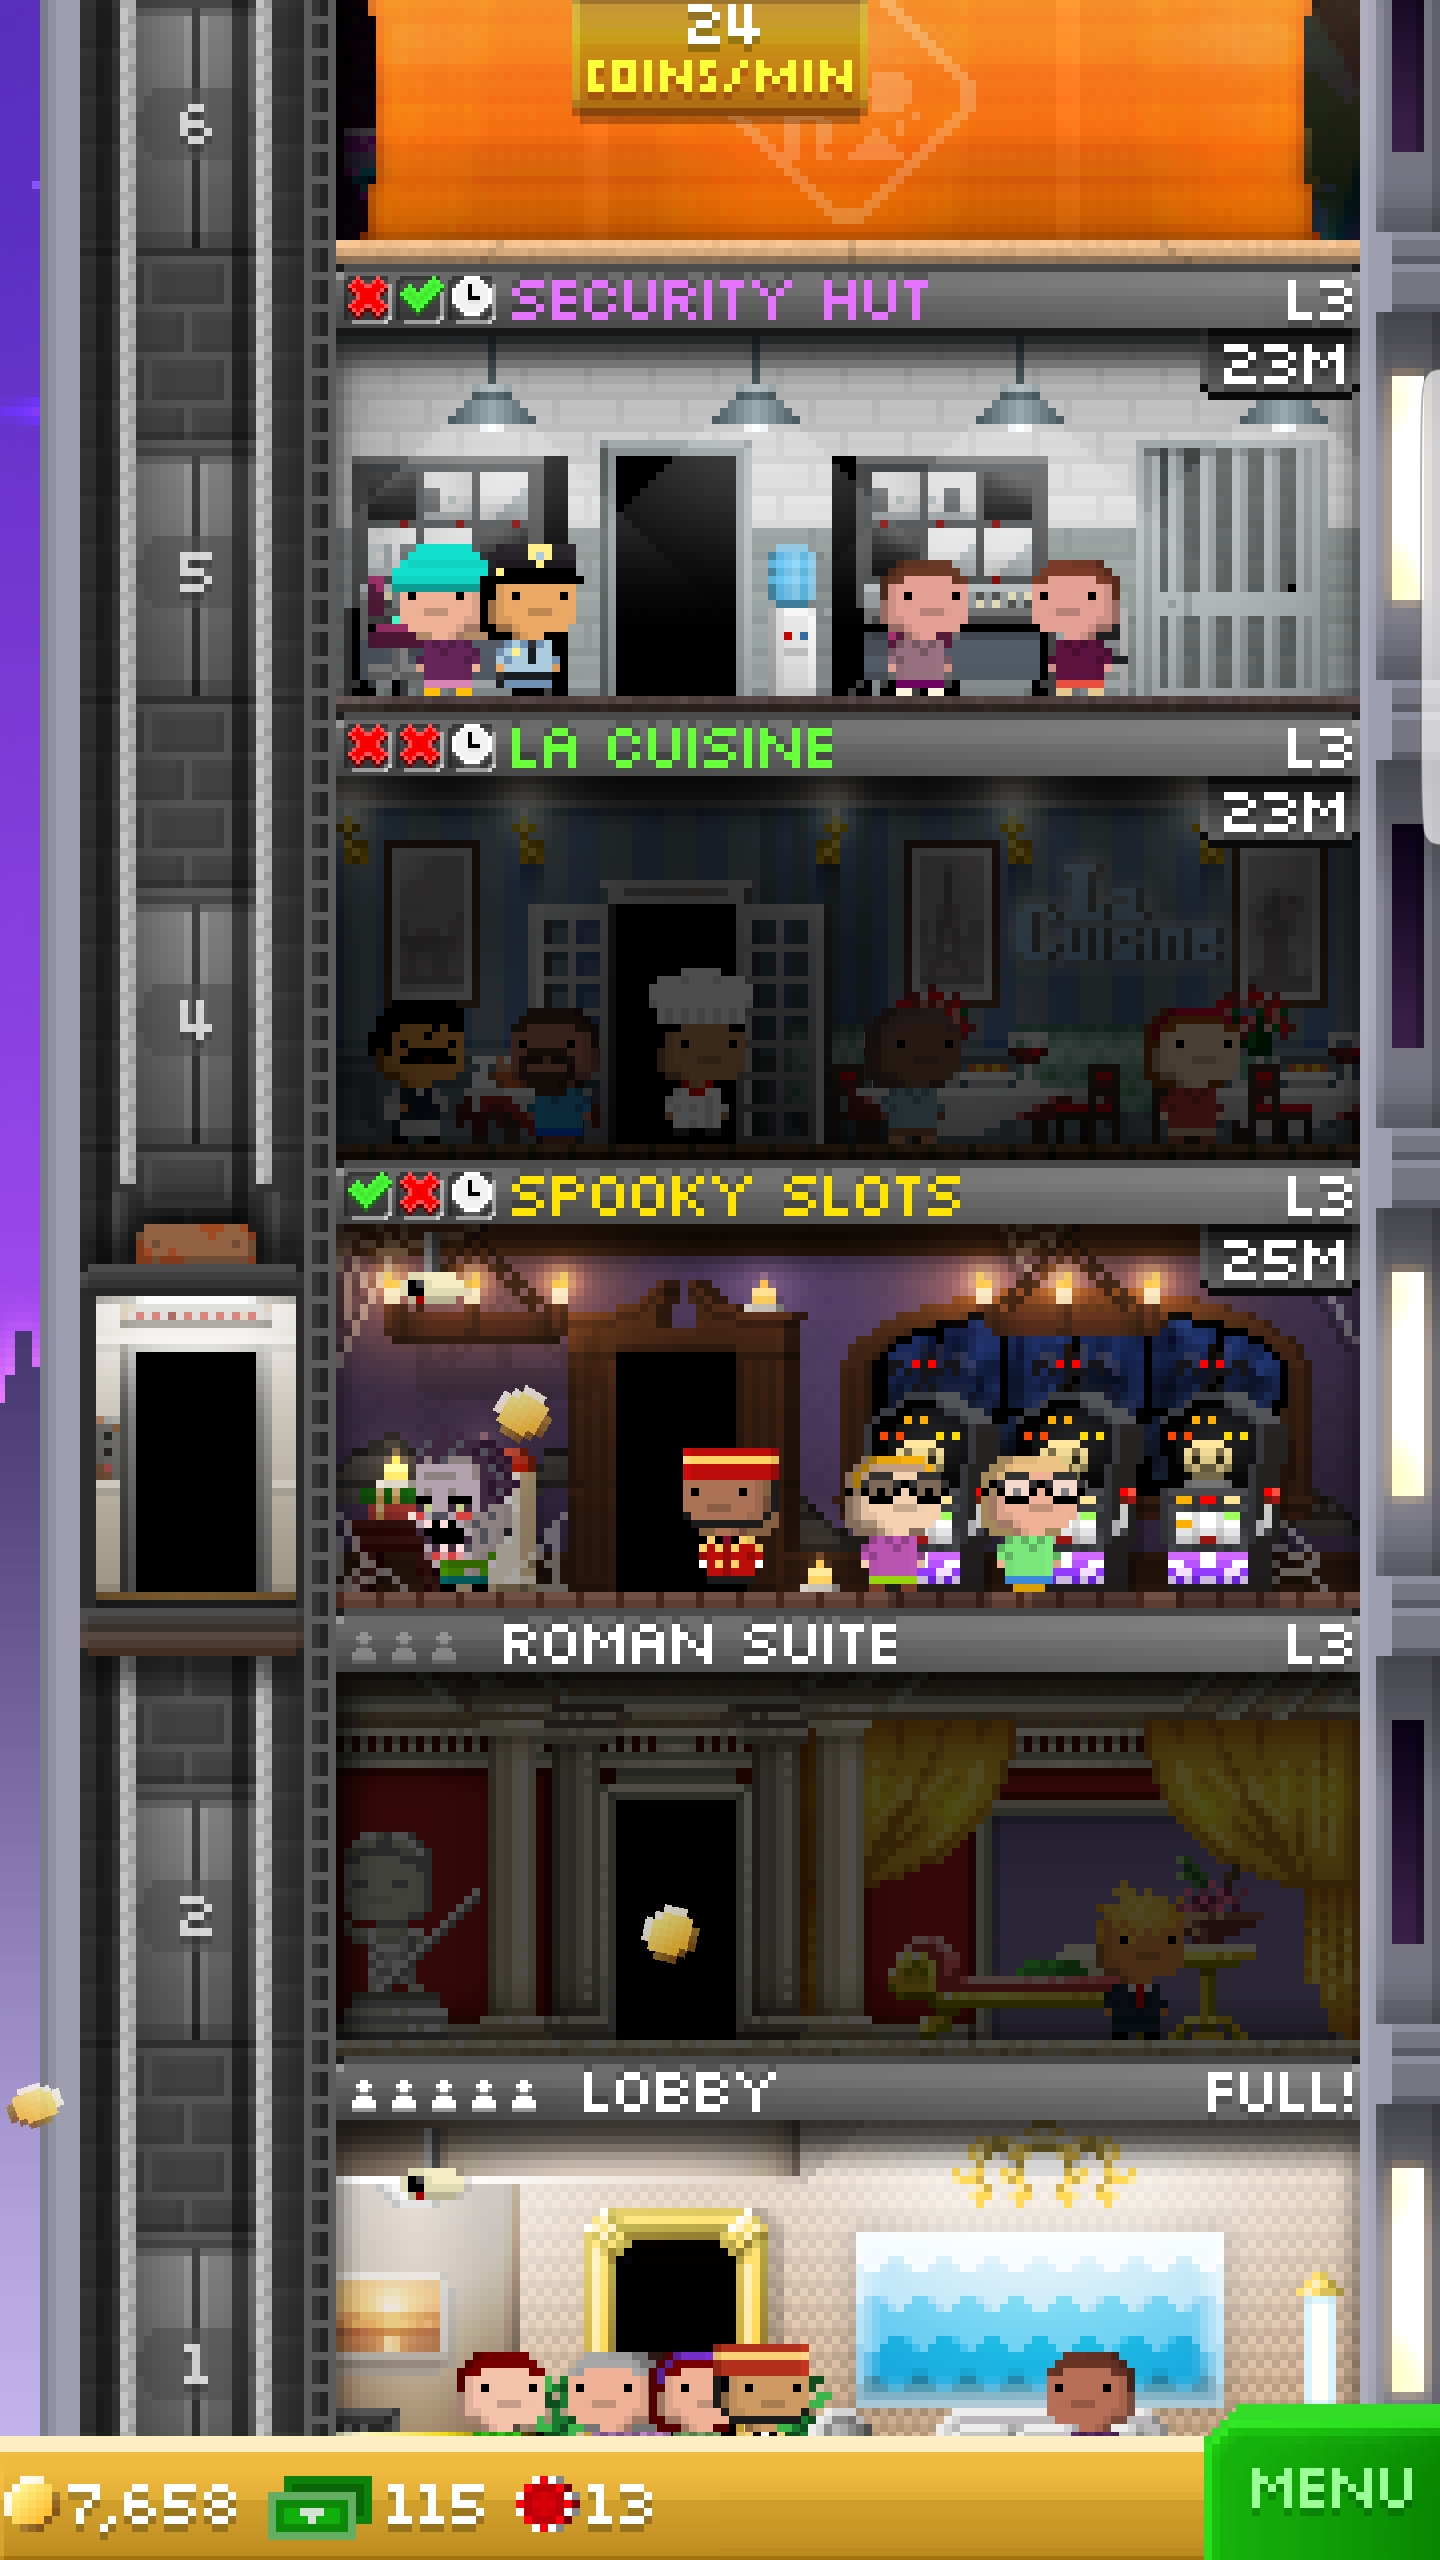 24
COINS/MIN
6
SECURITY HUT L3
23M
5
LA CUISINE L3
23M
La
Cuisine
4
SPOOKY SLOTS L3
25M
ROMAN SUITE L3
2
LOBBY FULL!
1
7,658 115 13
MENU